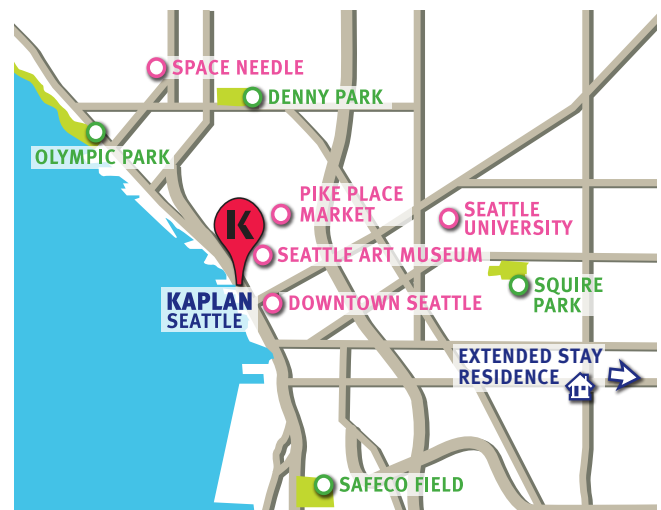 SPACE NEEDLE
DENNY PARK
OLYMPIC PARK
PIKE PLACE
MARKET
SEATTLE
UNIVERSITY
K
SEATTLE ART MUSEUM
SQUIRE
PARK
KAPLAN
SEATTLE
DOWNTOWN SEATTLE
EXTENDED STAY
RESIDENCE
SAFECO FIELD